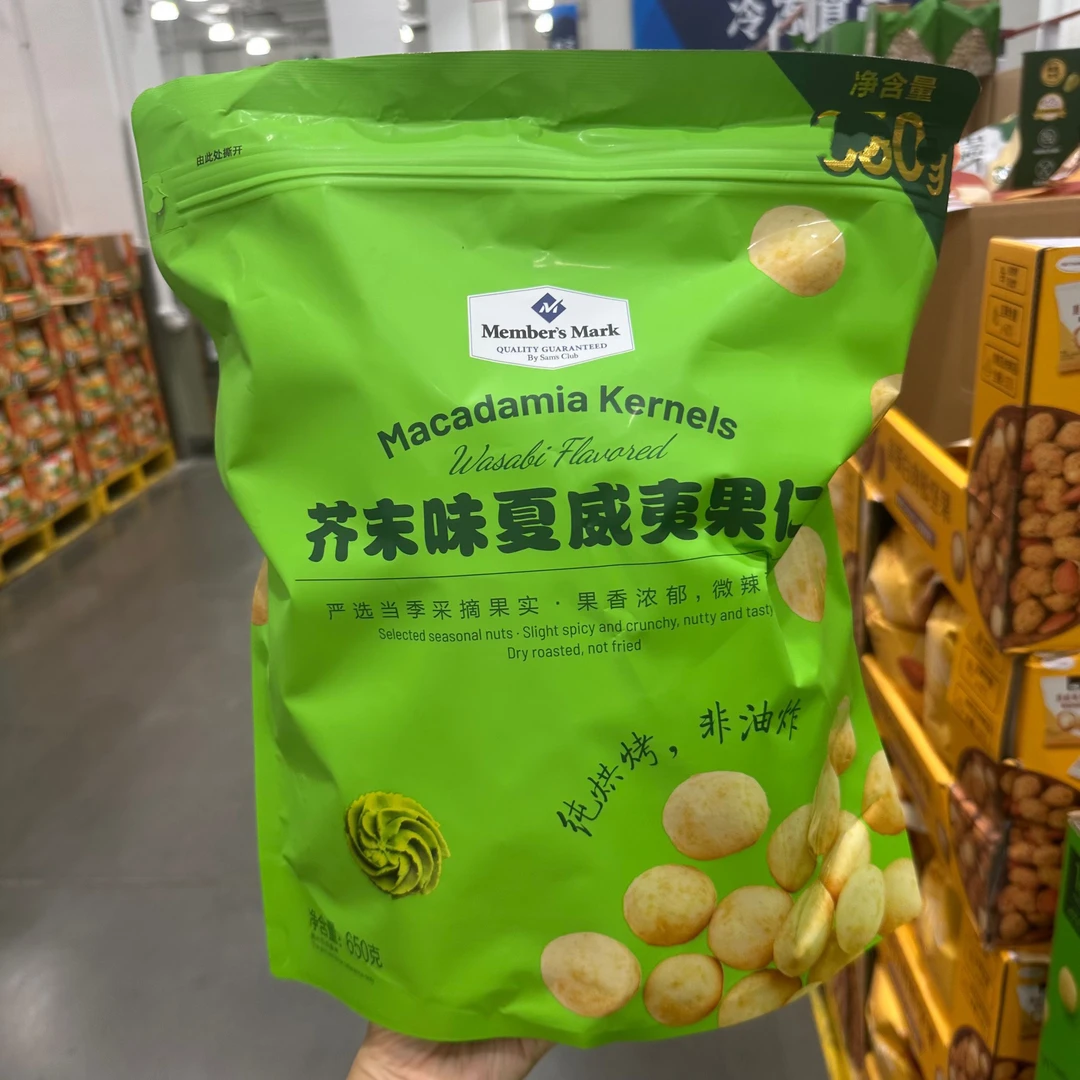 净含量
由此处撕开
Member's Mark
QUALITY GUARANTEED
By Sam's Club
Macadamia Kernels
Wasabi Flavored
芥末味夏威夷果仁
严选当季采摘果实 · 果香浓郁，微辣
Selected seasonal nuts · Slight spicy and crunchy, nutty and tasty
Dry roasted, not fried
纯烘烤，非油炸
净含量：650克